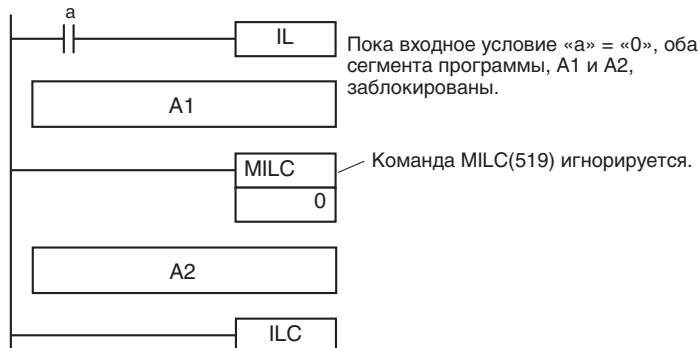 a
IL
Пока входное условие «a» = «0», оба
сегмента программы, A1 и A2,
заблокированы.
A1
MILC
Команда MILC(519) игнорируется.
0
A2
ILC